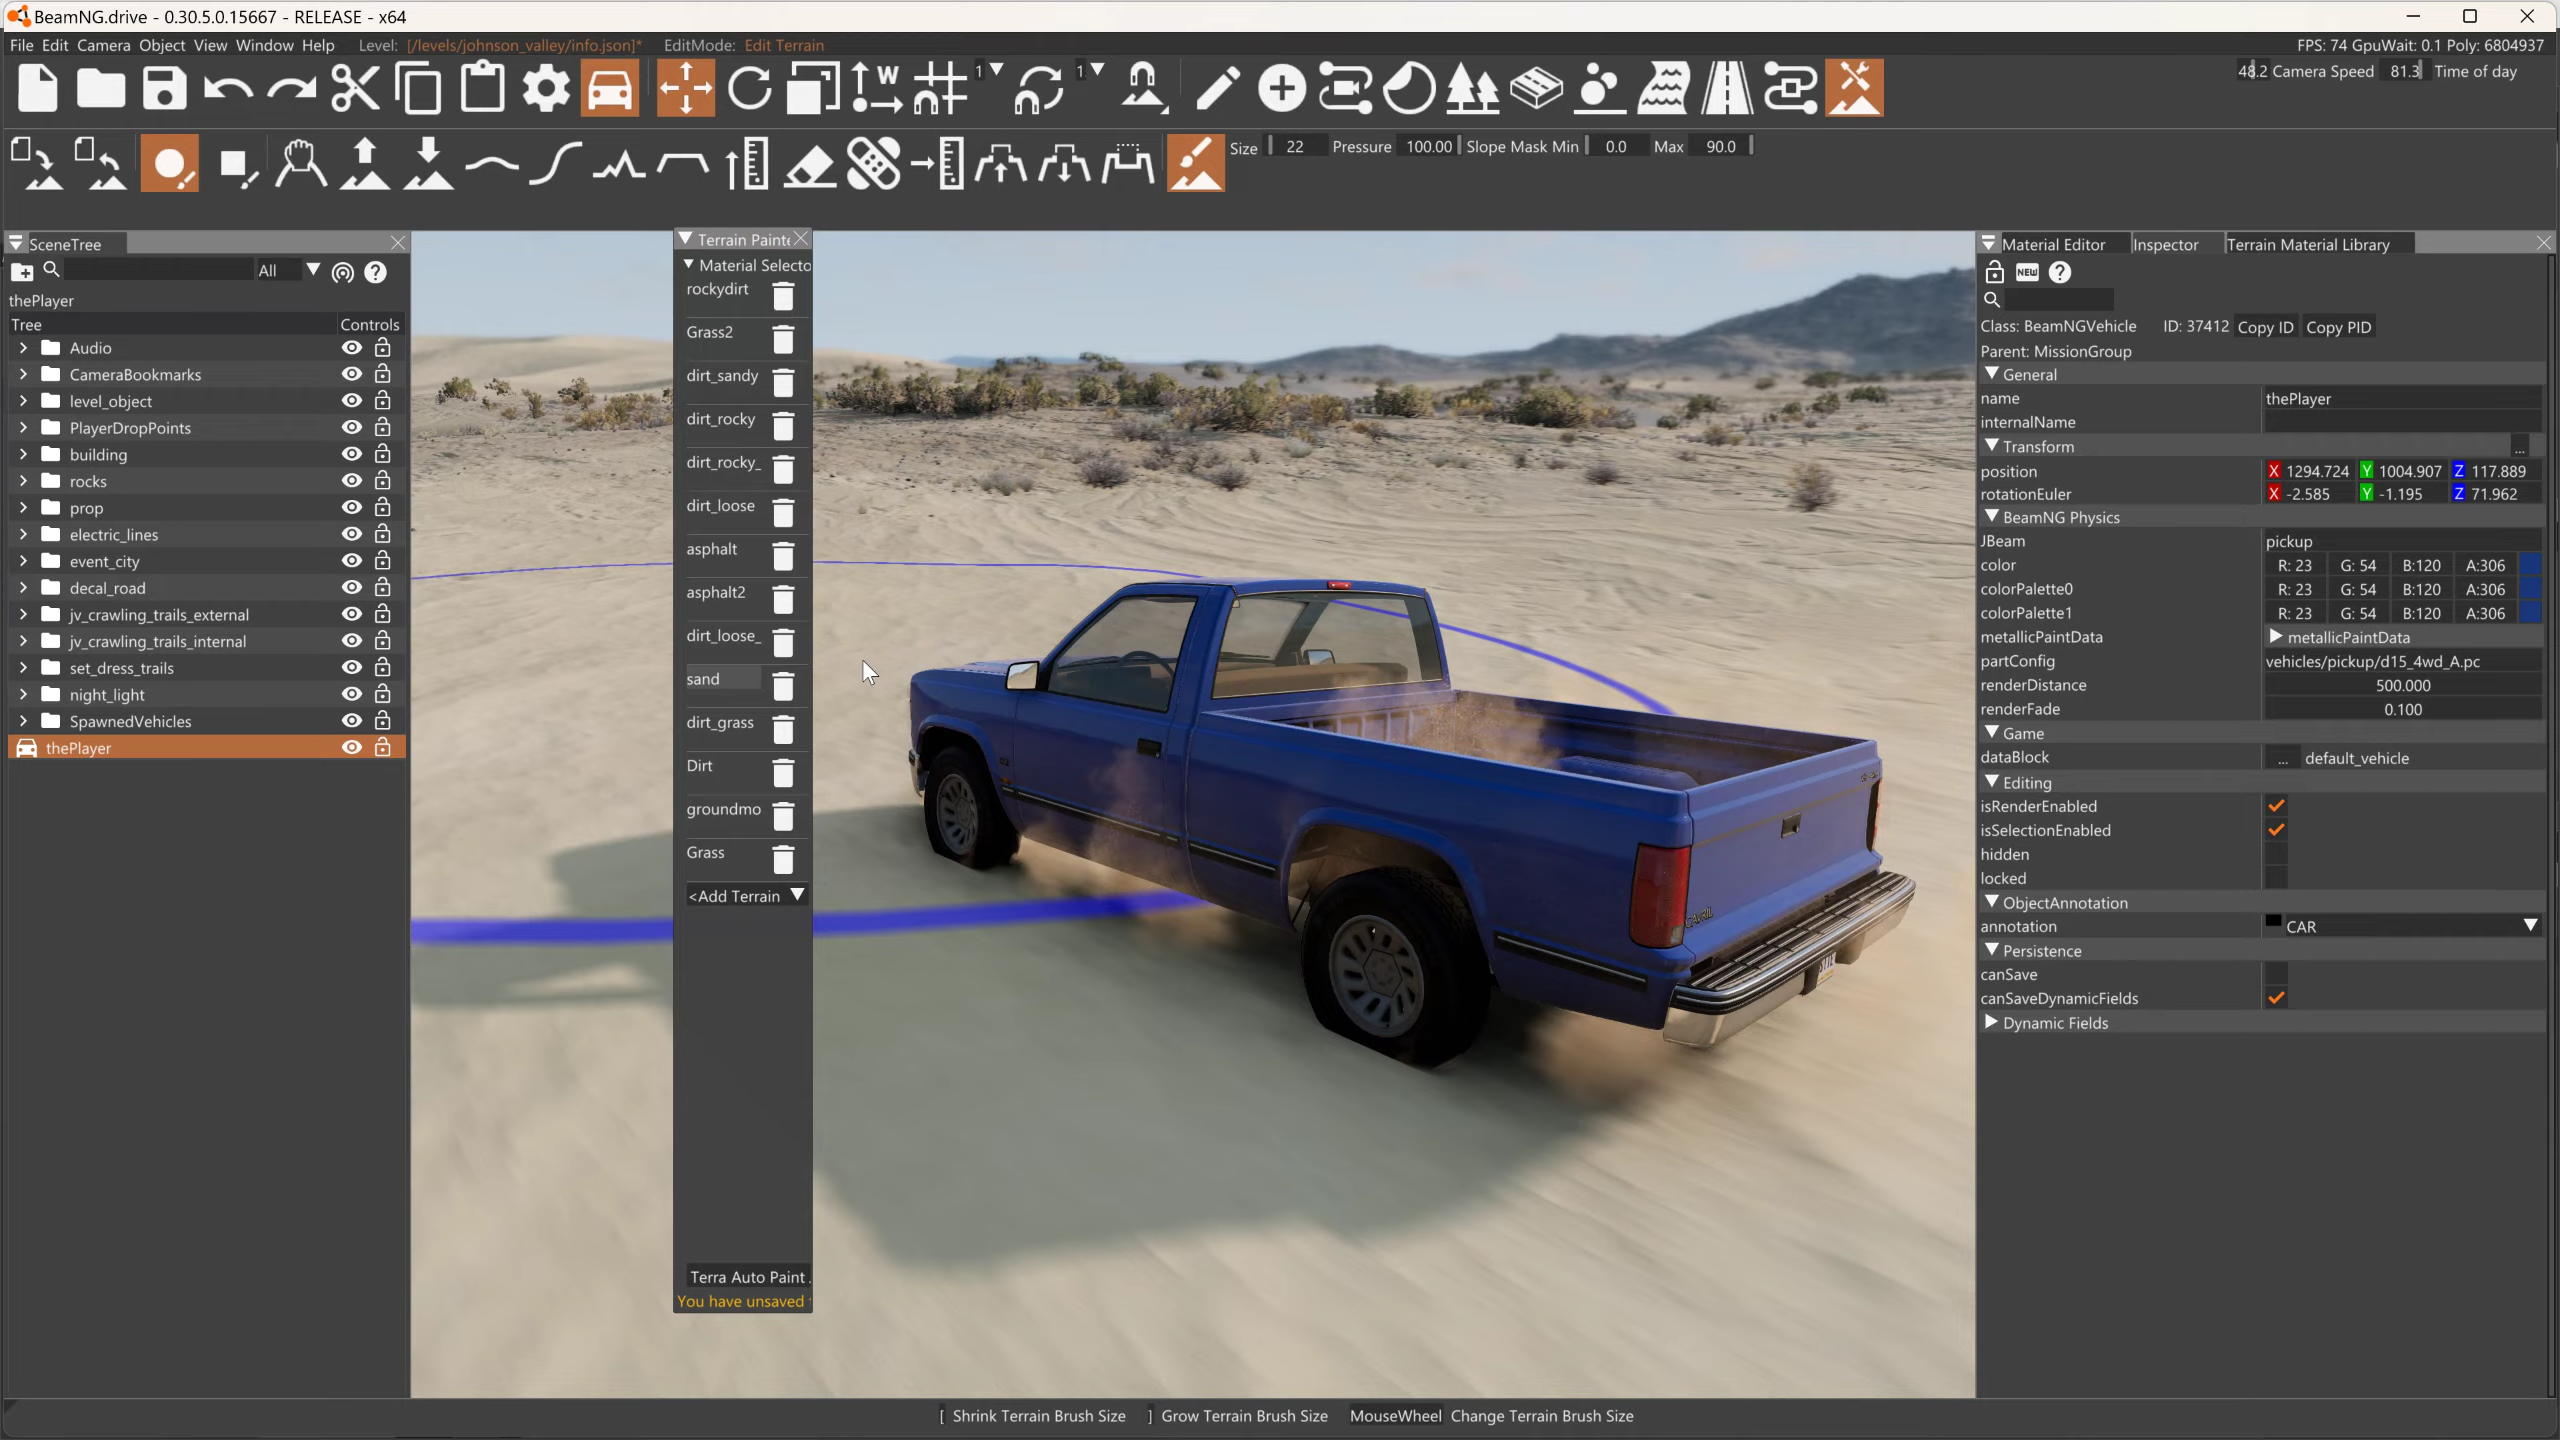 BeamNG.drive - 0.30.5.0.15667 - RELEASE - x64
File Edit Camera Object View Window Help Level: [/levels/johnson_valley/info.json]* EditMode: Edit Terrain FPS: 74 GpuWait: 0.1 Poly: 6804937
W 1 1 48.2 Camera Speed 81.3 Time of day
Size 22 Pressure 100.00 Slope Mask Min 0.0 Max 90.0
SceneTree
All
thePlayer
Tree Controls
Audio
CameraBookmarks
level_object
PlayerDropPoints
building
rocks
prop
electric_lines
event_city
decal_road
jv_crawling_trails_external
jv_crawling_trails_internal
set_dress_trails
night_light
SpawnedVehicles
thePlayer
Terrain Painte
Material Selecto
rockydirt
Grass2
dirt_sandy
dirt_rocky
dirt_rocky_
dirt_loose
asphalt
asphalt2
dirt_loose_
sand
dirt_grass
Dirt
groundmo
Grass
<Add Terrain
Terra Auto Paint .
You have unsaved
Material Editor Inspector Terrain Material Library
NEW
Class: BeamNGVehicle ID: 37412 Copy ID Copy PID
Parent: MissionGroup
General
name thePlayer
internalName
Transform ...
position X 1294.724 Y 1004.907 Z 117.889
rotationEuler X -2.585 Y -1.195 Z 71.962
BeamNG Physics
JBeam pickup
color R: 23 G: 54 B:120 A:306
colorPalette0 R: 23 G: 54 B:120 A:306
colorPalette1 R: 23 G: 54 B:120 A:306
metallicPaintData metallicPaintData
partConfig vehicles/pickup/d15_4wd_A.pc
renderDistance 500.000
renderFade 0.100
Game
dataBlock ... default_vehicle
Editing
isRenderEnabled
isSelectionEnabled
hidden
locked
ObjectAnnotation
annotation CAR
Persistence
canSave
canSaveDynamicFields
Dynamic Fields
[ Shrink Terrain Brush Size ] Grow Terrain Brush Size MouseWheel Change Terrain Brush Size